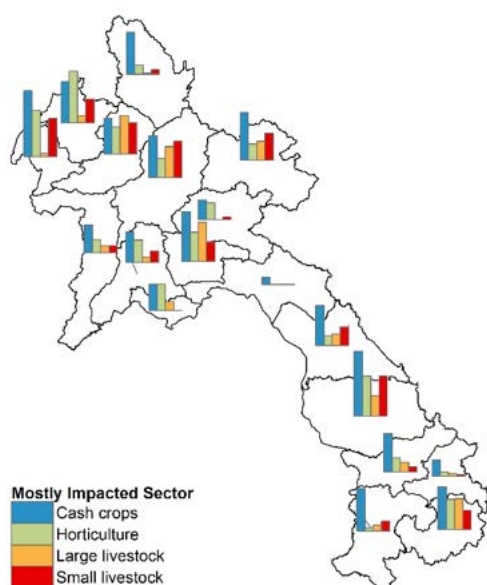 Mostly Impacted Sector
Cash crops
Horticulture
Large livestock
Small livestock